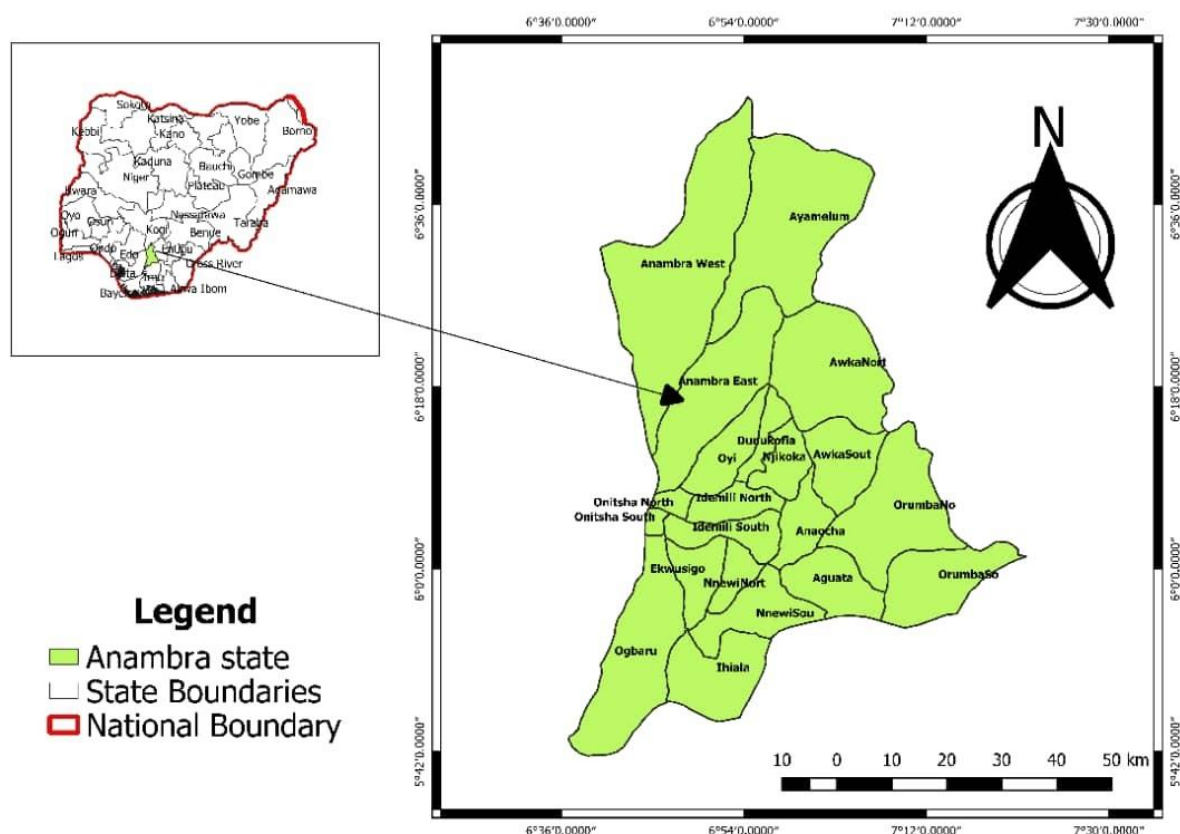 6°36'0.0000" 6°54'0.0000" 7°12'0.0000" 7°30'0.0000"
Sokoto
Katsina
Kebbi
Kano
Yobe
Borno
Kaduna
Niger
Bauchi
Gombe
Plateau
Adamawa
Kwara
Oyo
Osun
Ogun
Nassarawa
Kogi
Benue
Taraba
Ondo
Edo
Enugu
Lagos
Cross River
Delta
Imo
Akwa Ibom
N
6°36'0.0000"
6°36'0.0000"
6°18'0.0000"
6°18'0.0000"
6°0'0.0000"
6°0'0.0000"
5°42'0.0000"
5°42'0.0000"
Ayamelum
Anambra West
AwkaNort
Anambra East
Dunukofia
Oyi
Njikoka
AwkaSout
Onitsha North
Idemili North
OrumbaNo
Onitsha South
Idemili South
Anaocha
Ekwusigo
NnewiNort
Aguata
OrumbaSo
NnewiSou
Ogbaru
Ihiala
Legend
Anambra state
State Boundaries
National Boundary
10 0 10 20 30 40 50 km
6°36'0.0000" 6°54'0.0000" 7°12'0.0000" 7°30'0.0000"